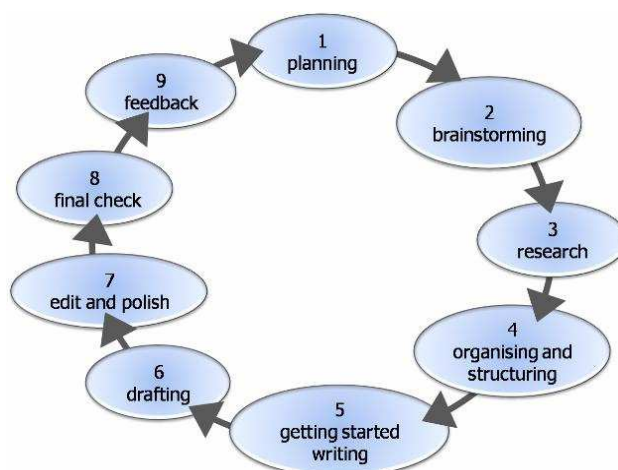 1
planning
2
brainstorming
3
research
4
organising and
structuring
5
getting started
writing
6
drafting
7
edit and polish
8
final check
9
feedback